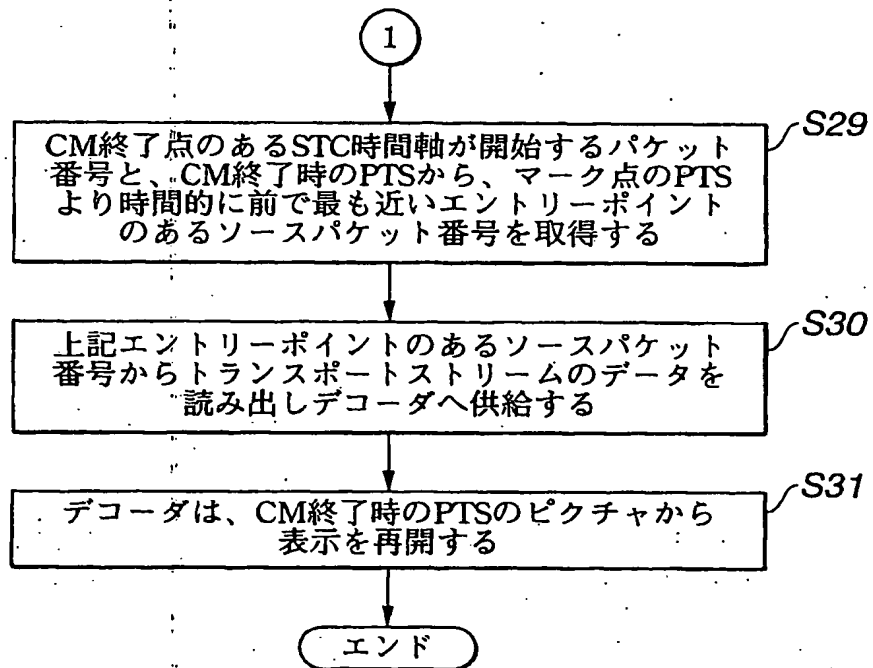 1
S29
CM終了点のあるSTC時間軸が開始するパケット
番号と、CM終了時のPTSから、マーク点のPTS
より時間的に前で最も近いエントリーポイント
のあるソースパケット番号を取得する
S30
上記エントリーポイントのあるソースパケット
番号からトランスポートストリームのデータを
読み出しデコーダへ供給する
S31
デコーダは、CM終了時のPTSのピクチャから
表示を再開する
エンド